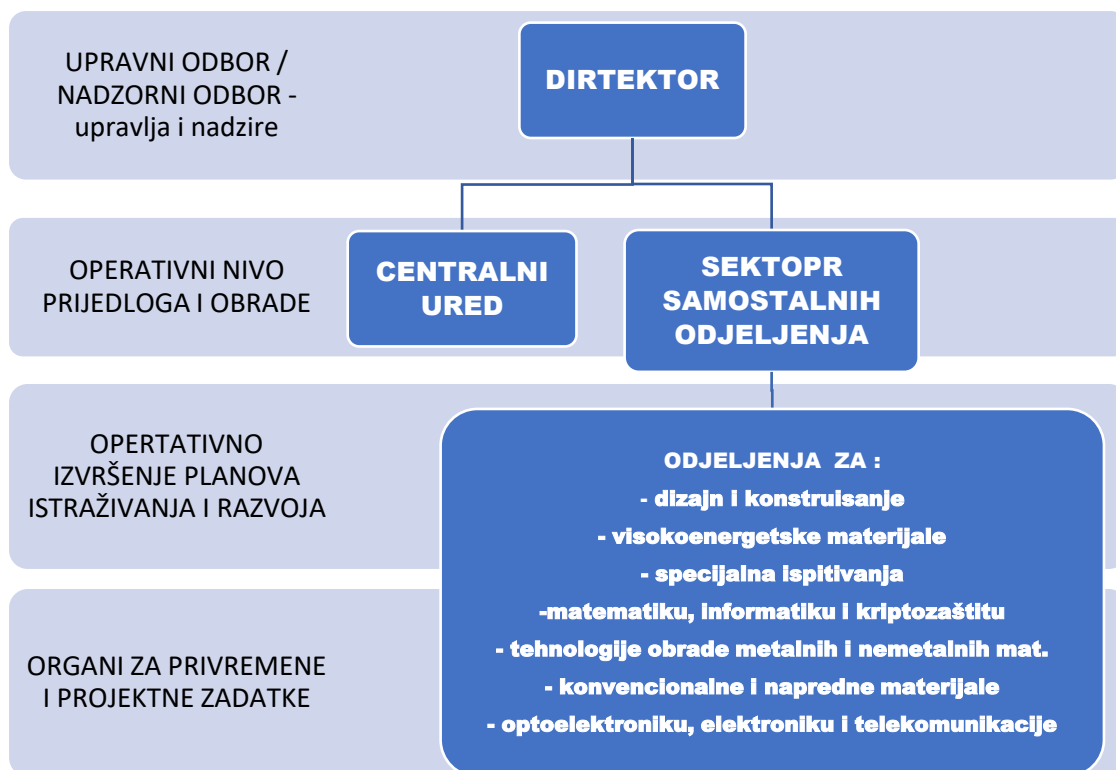 UPRAVNI ODBOR /
NADZORNI ODBOR -
upravlja i nadzire
DIRTEKTOR
OPERATIVNI NIVO
PRIJEDLOGA I OBRADE
CENTRALNI
URED
SEKTOPR
SAMOSTALNIH
ODJELJENJA
OPERTATIVNO
IZVRŠENJE PLANOVA
ISTRAŽIVANJA I RAZVOJA
ODJELJENJA ZA :
- dizajn i konstruisanje
- visokoenergetske materijale
- specijalna ispitivanja
-matematiku, informatiku i kriptozaštitu
- tehnologije obrade metalnih i nemetalnih mat.
- konvencionalne i napredne materijale
- optoelektroniku, elektroniku i telekomunikacije
ORGANI ZA PRIVREMENE
I PROJEKTNE ZADATKE